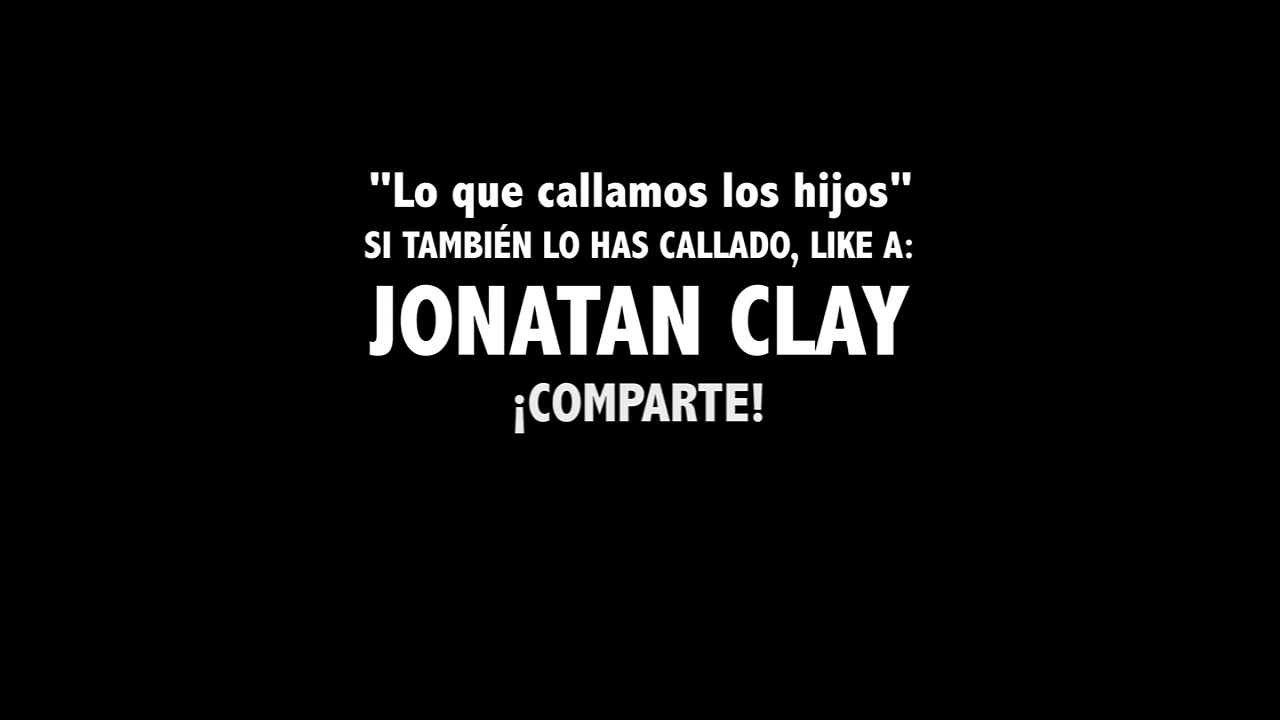 "Lo que callamos los hijos"
SI TAMBIÉN LO HAS CALLADO, LIKE A:
JONATAN CLAY
¡COMPARTE!